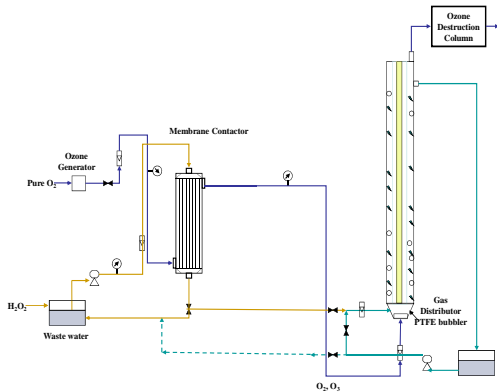 Ozone
Destruction
Column
Membrane Contactor
Ozone
Generator
Pure O₂
H₂O₂
Waste water
Gas
Distributor
PTFE bubbler
O₂, O₃